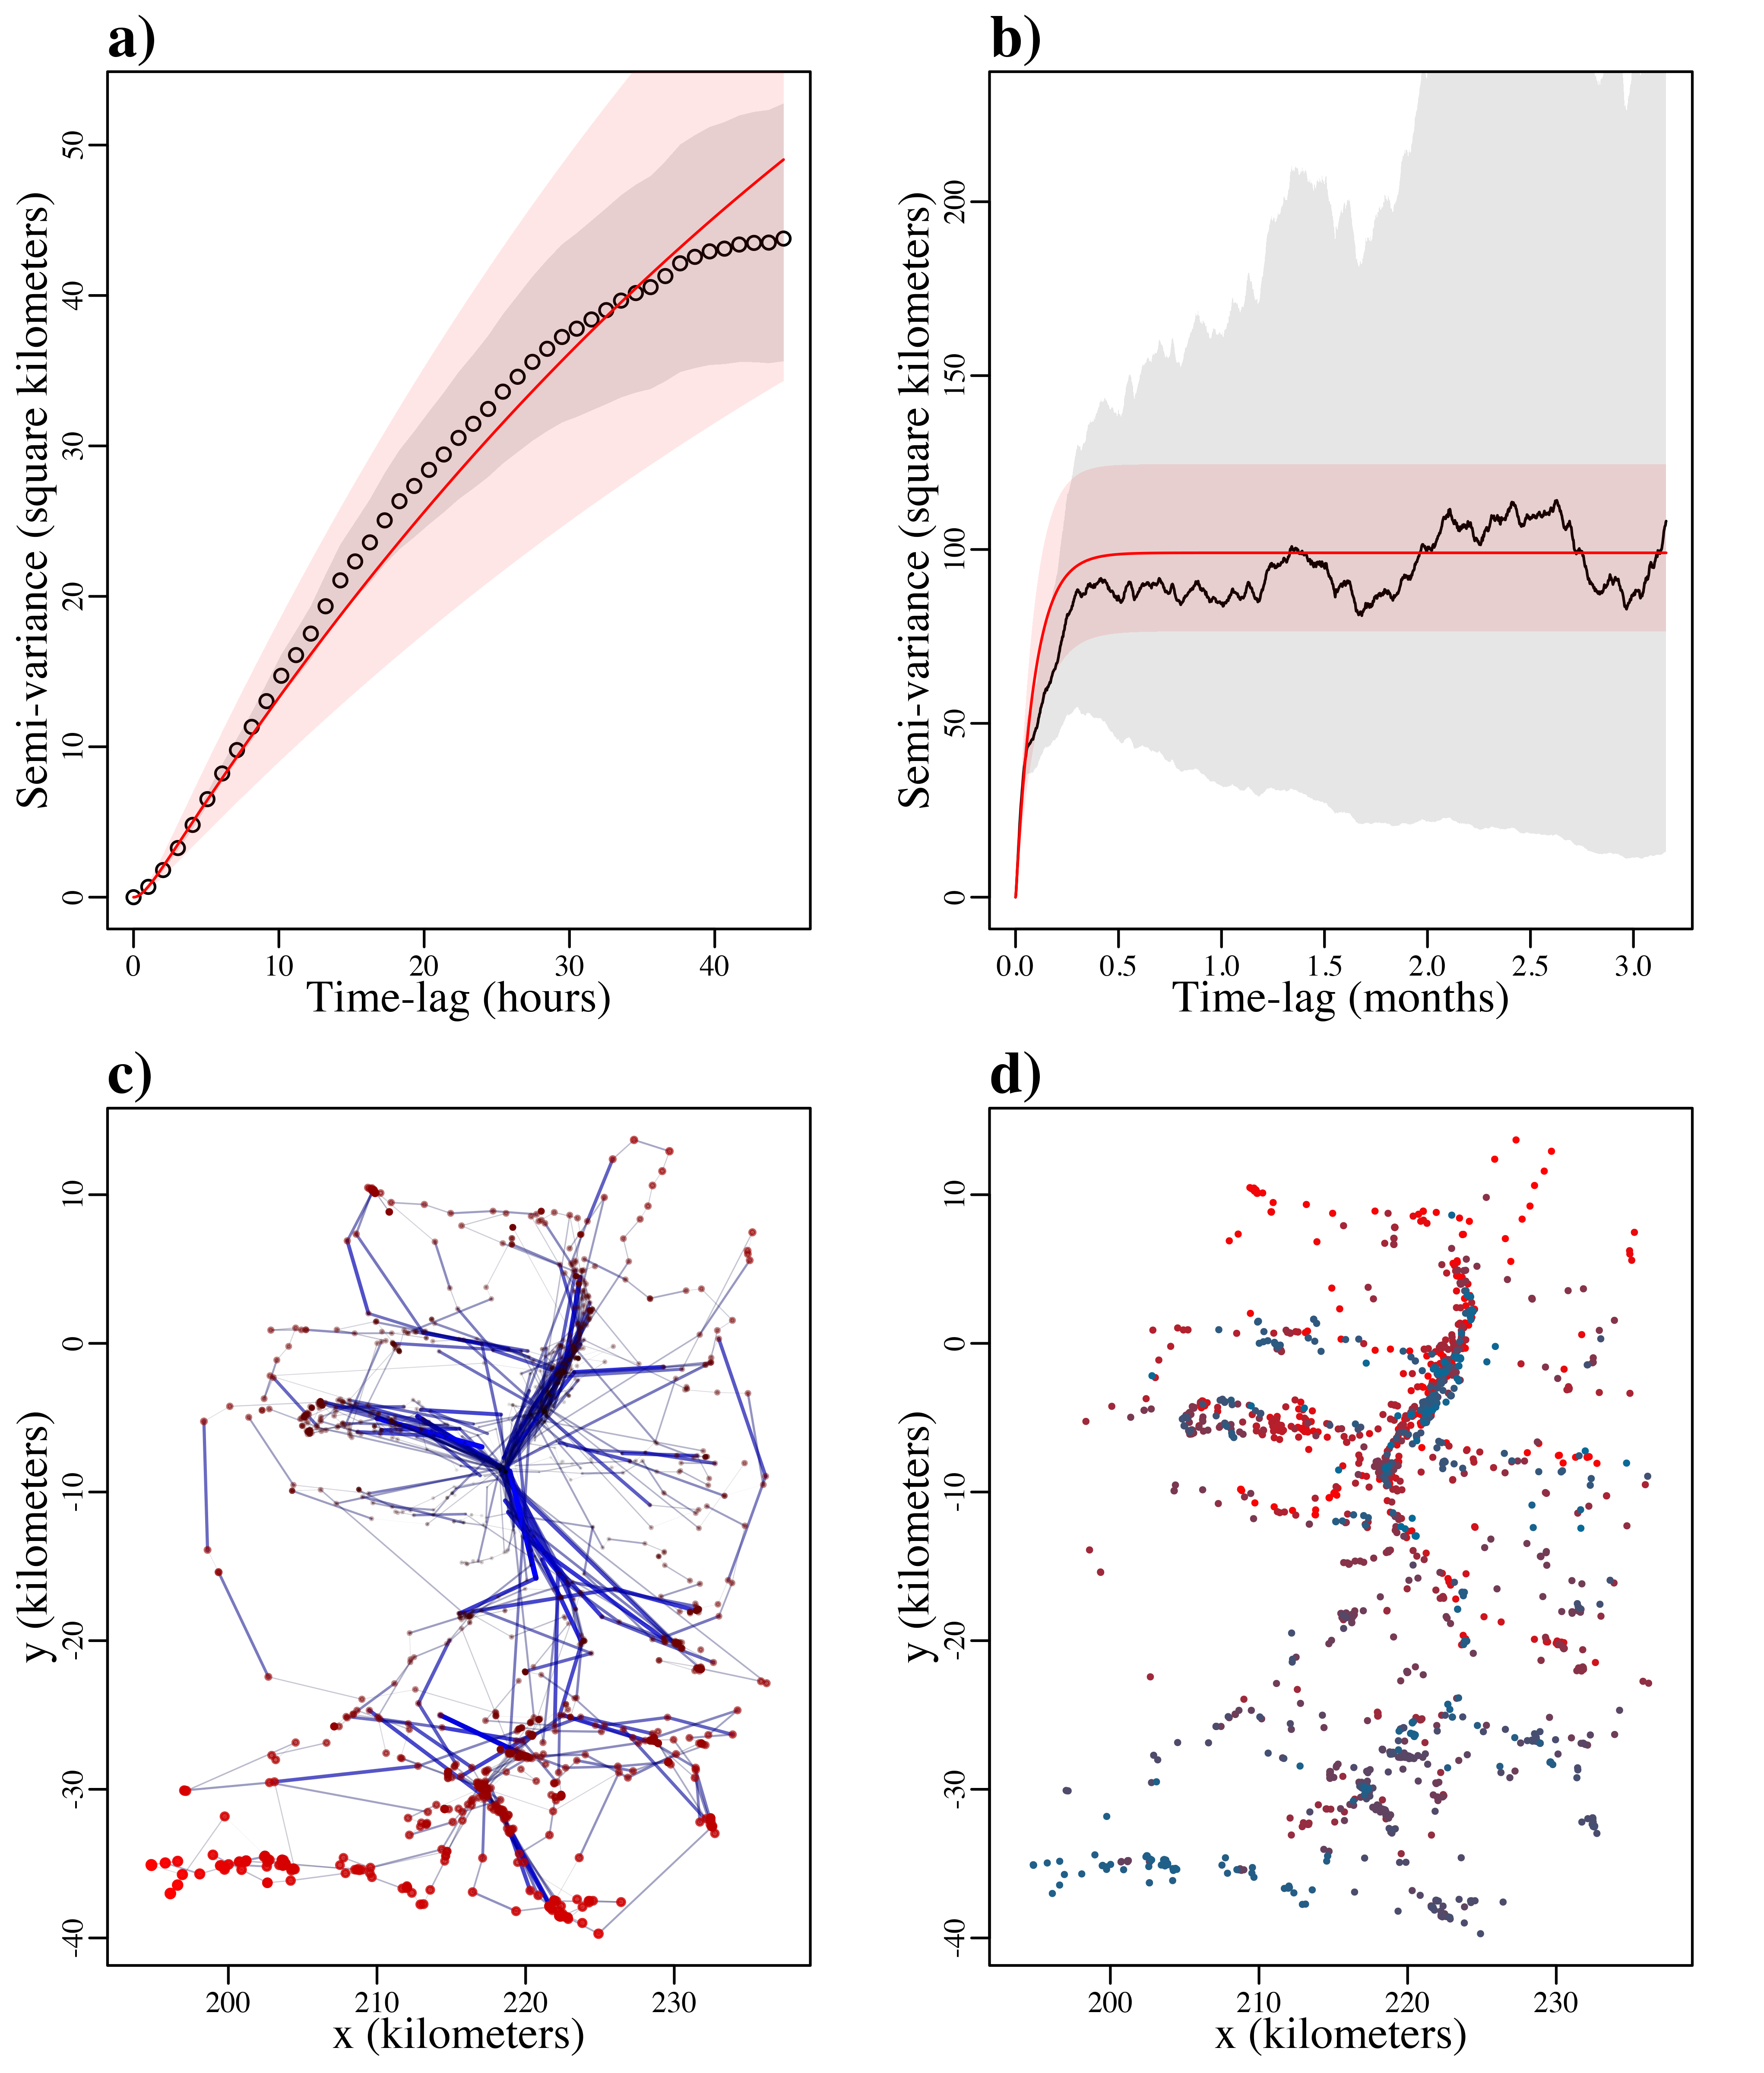 a)
Semi-variance (square kilometers)
50
40
30
20
10
0
0 10 20 30 40
Time-lag (hours)
b)
Semi-variance (square kilometers)
200
150
100
50
0
0.0 0.5 1.0 1.5 2.0 2.5 3.0
Time-lag (months)
c)
y (kilometers)
10
0
-10
-20
-30
-40
200 210 220 230
x (kilometers)
d)
y (kilometers)
10
0
-10
-20
-30
-40
200 210 220 230
x (kilometers)